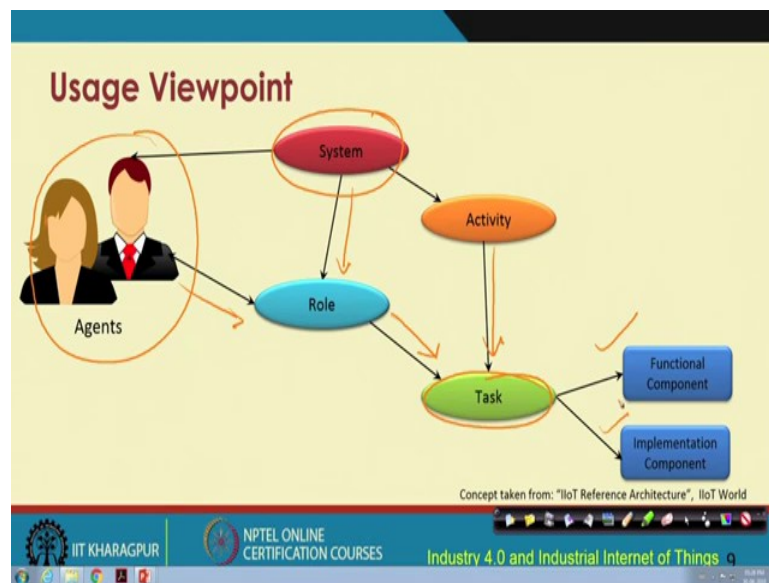 Usage Viewpoint
System
Activity
Agents
Role
Task
Functional
Component
Implementation
Component
Concept taken from: "IIoT Reference Architecture", IIoT World
IIT KHARAGPUR
NPTEL ONLINE
CERTIFICATION COURSES
Industry 4.0 and Industrial Internet of Things 9